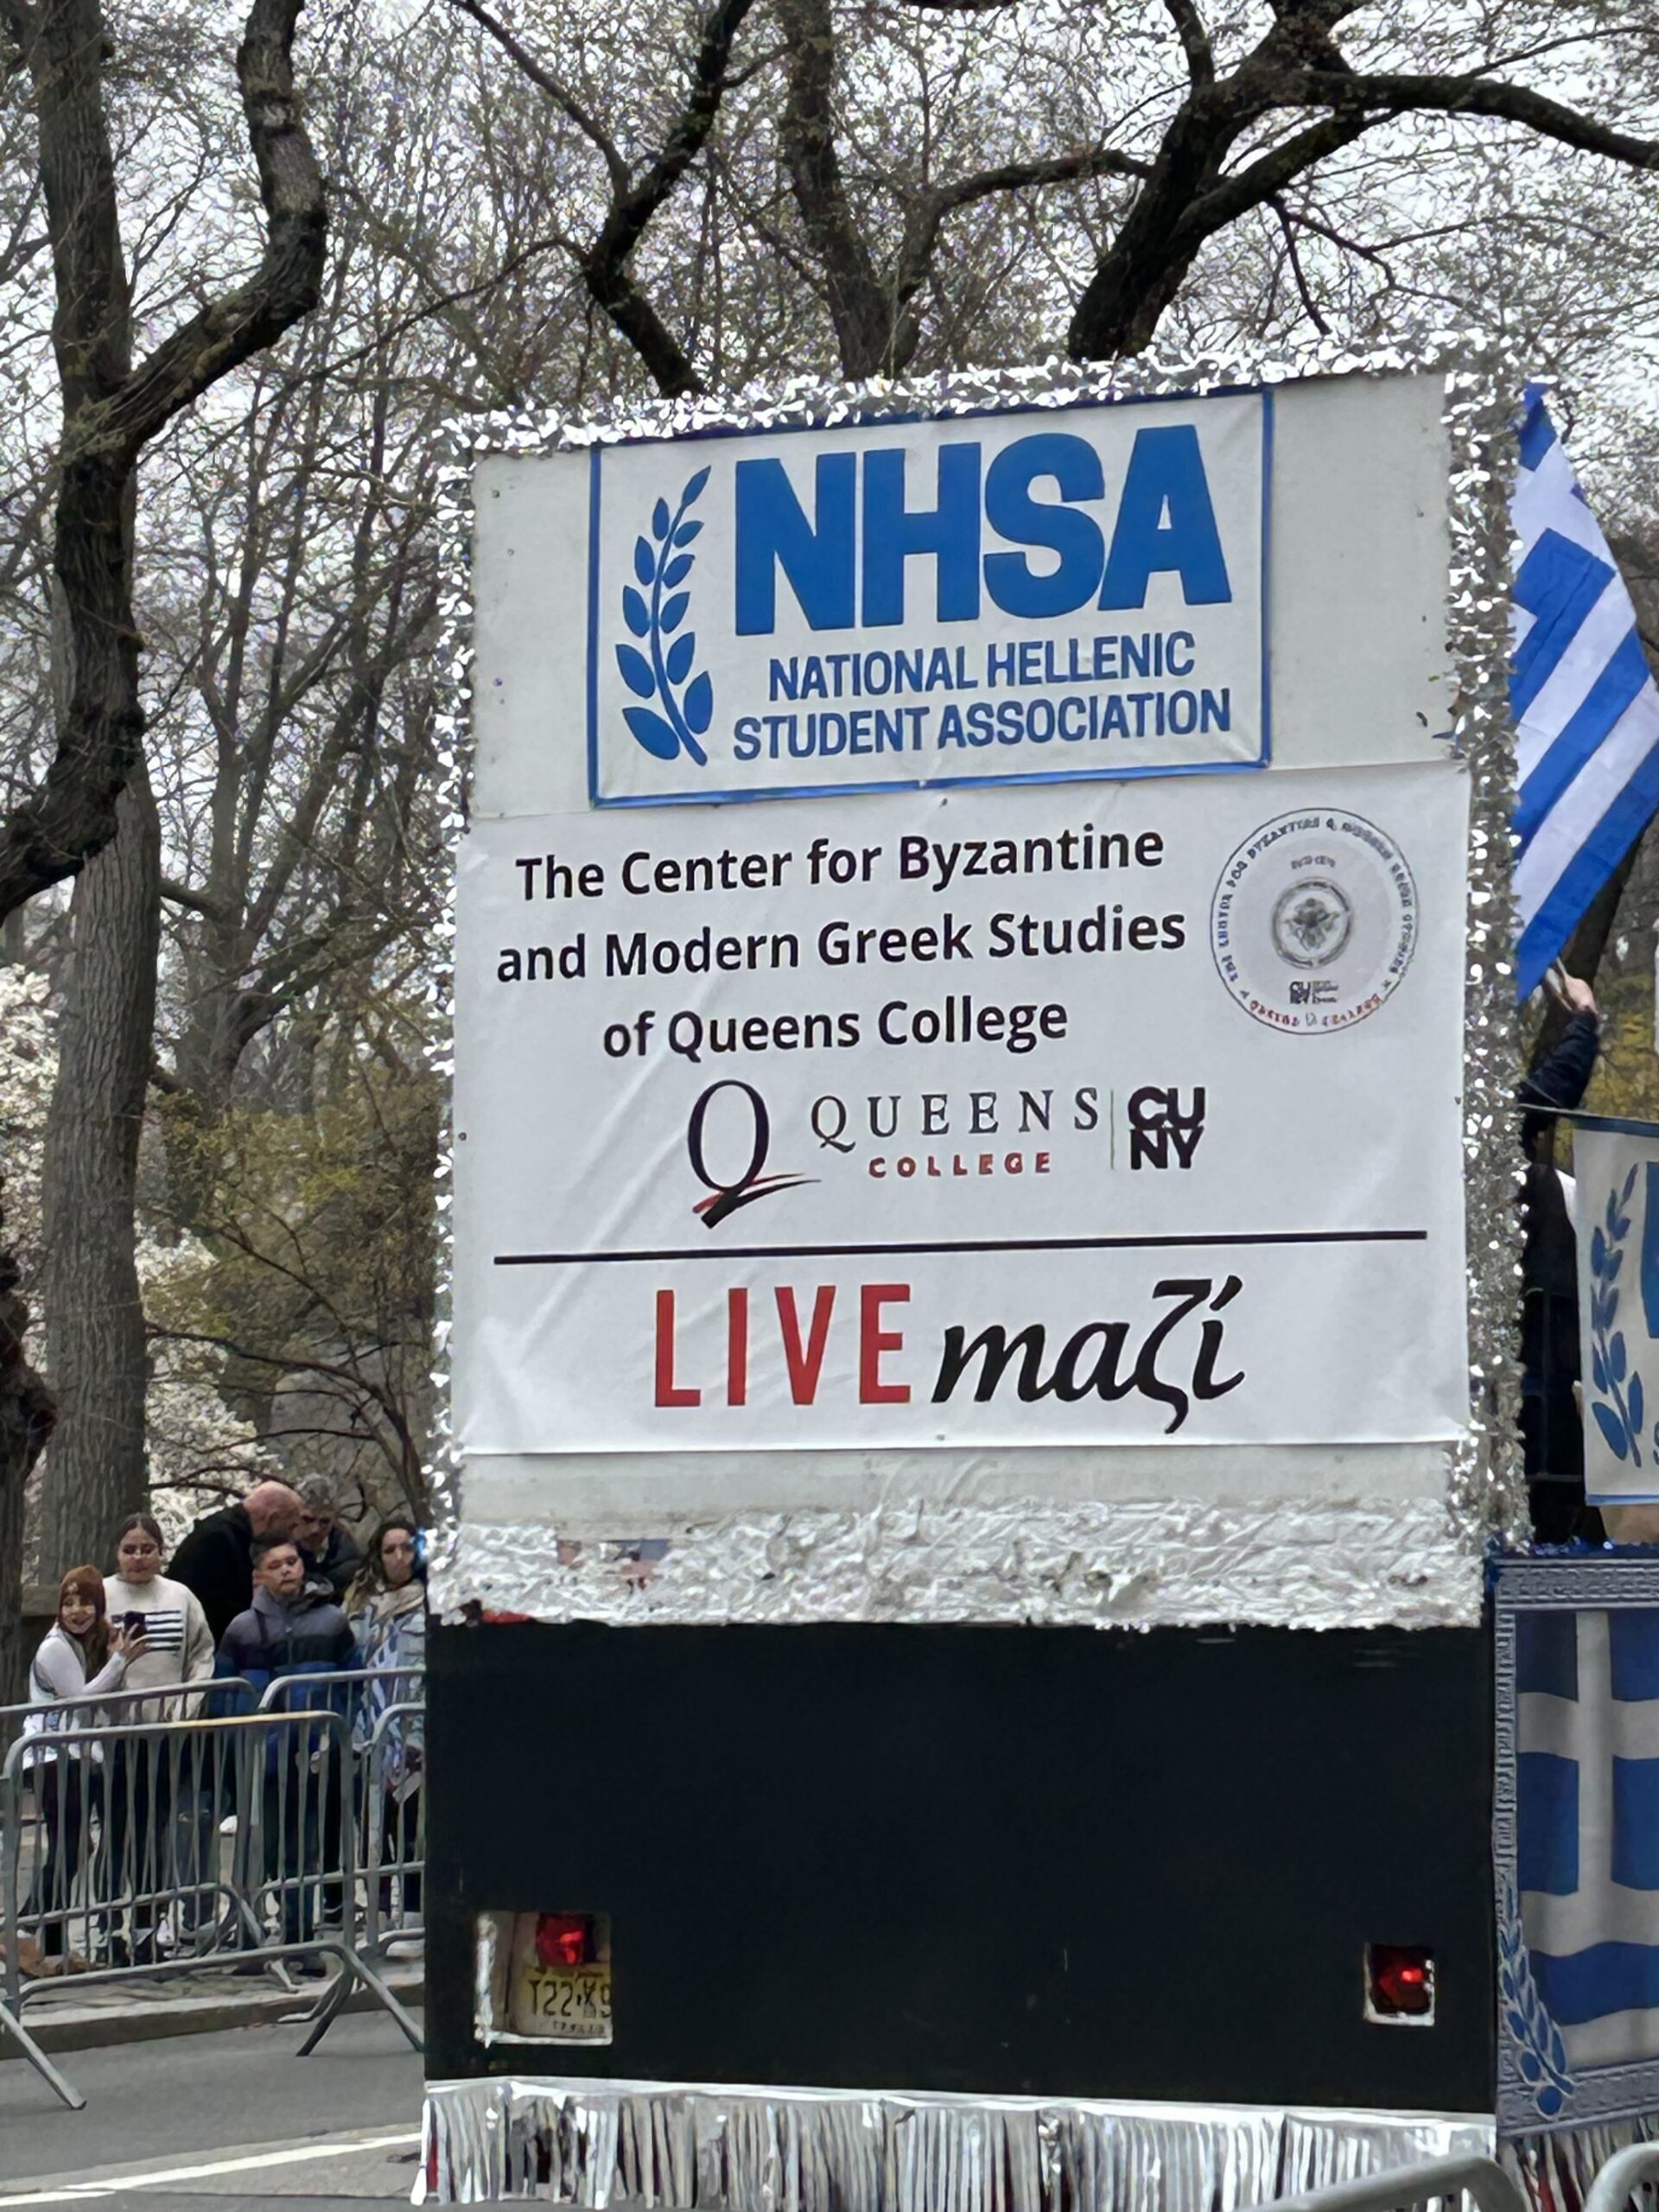 NHSA
NATIONAL HELLENIC
STUDENT ASSOCIATION
The Center for Byzantine
and Modern Greek Studies
of Queens College
Q QUEENS
COLLEGE
CU
NY
LIVE μαζί